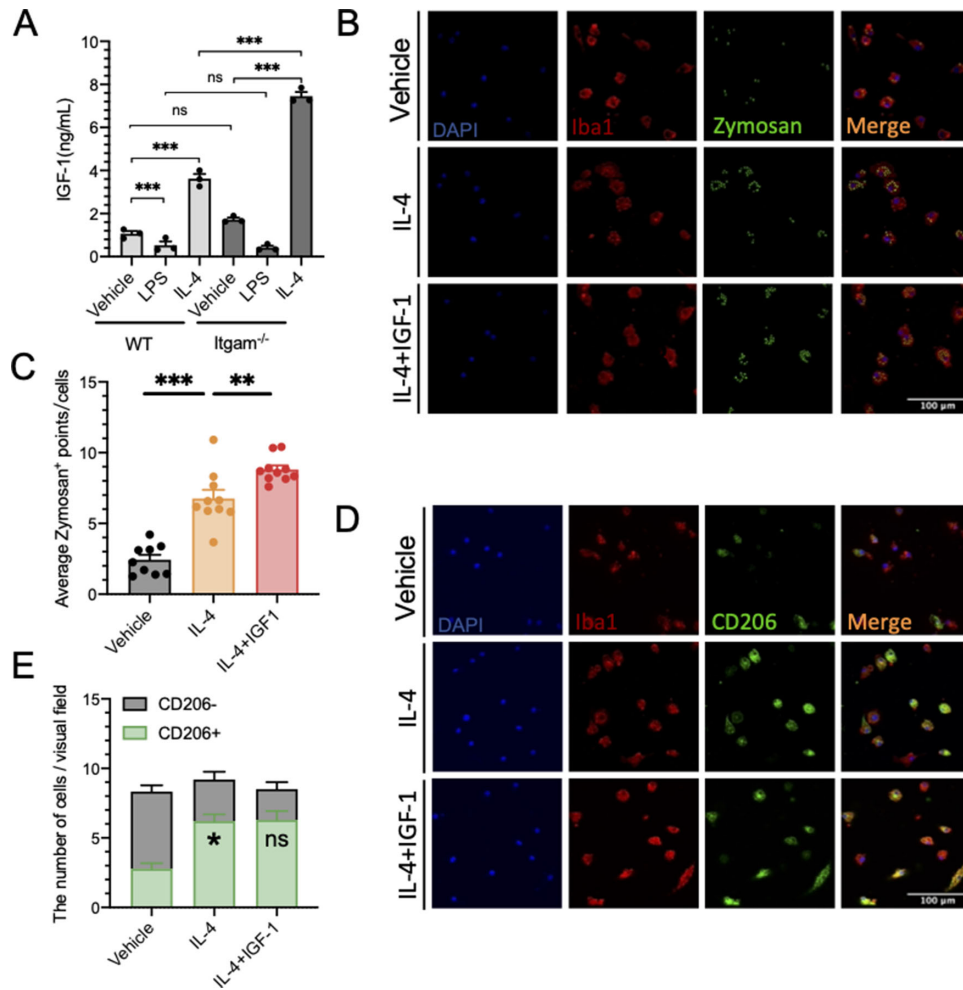 A
IGF-1(ng/mL)
10
8
6
4
2
0
***
ns
***
ns
***
***
Vehicle
LPS
IL-4
Vehicle
LPS
IL-4
WT
Itgam-/-
B
Vehicle
IL-4
IL-4+IGF-1
DAPI
Iba1
Zymosan
Merge
100 μm
C
Average Zymosan+ points/cells
15
10
5
0
***
**
Vehicle
IL-4
IL-4+IGF1
D
Vehicle
IL-4
IL-4+IGF-1
DAPI
Iba1
CD206
Merge
100 μm
E
The number of cells / visual field
15
10
5
0
CD206-
CD206+
*
ns
Vehicle
IL-4
IL-4+IGF-1